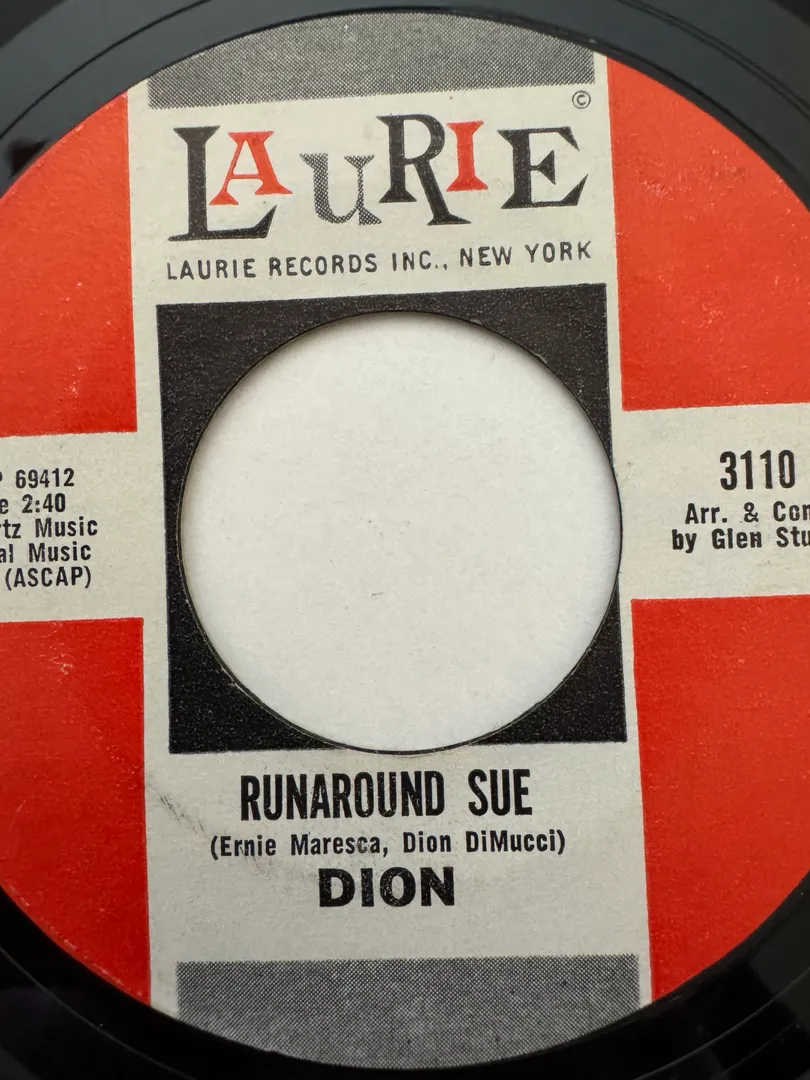 LAuRIE ©
LAURIE RECORDS INC., NEW YORK
69412
2:40
Music
Music
(ASCAP)
3110
Arr. &
by Glen
RUNAROUND SUE
(Ernie Maresca, Dion DiMucci)
DION